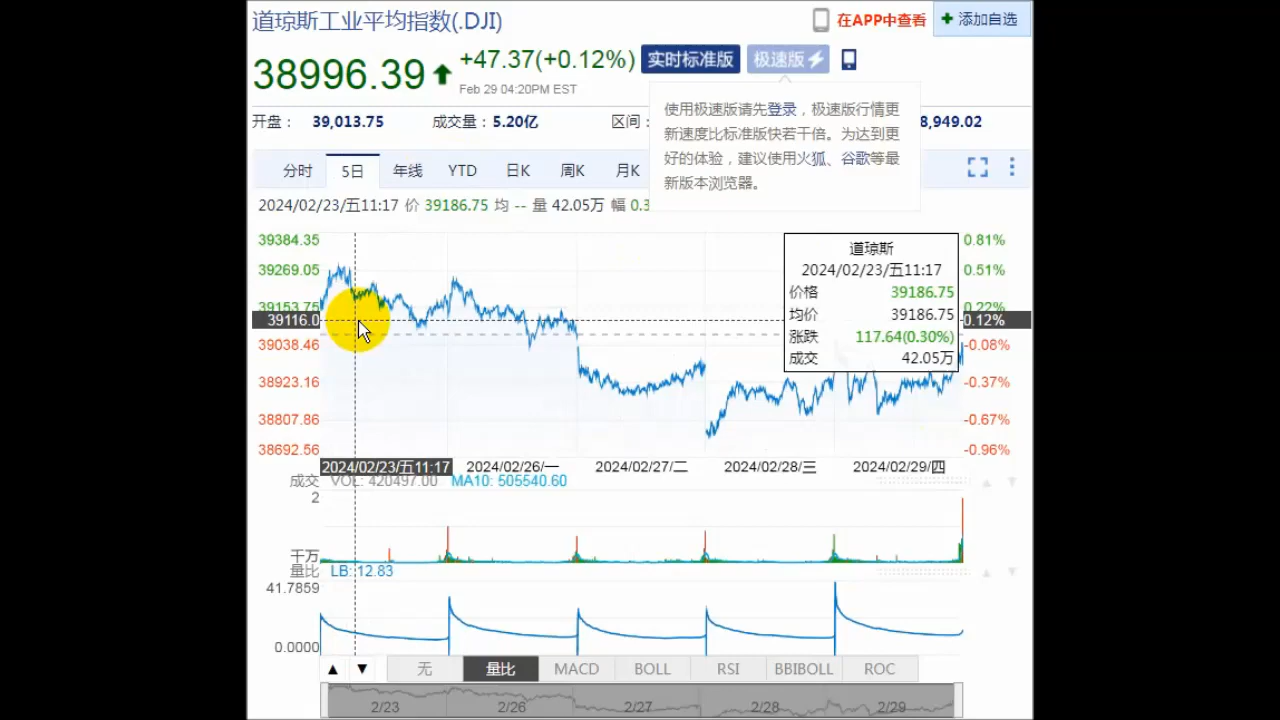 道琼斯工业平均指数(.DJI)
在APP中查看
添加自选
38996.39
+47.37(+0.12%)
实时标准版
极速版
Feb 29 04:20PM EST
使用极速版请先登录，极速版行情更
新速度比标准版快若干倍。为达到更
好的体验，建议使用火狐、谷歌等最
新版本浏览器。
开盘： 39,013.75 成交量：5.20亿 区间： 8,949.02
分时 5日 年线 YTD 日K 周K 月K
2024/02/23/五11:17 价 39186.75 均 -- 量 42.05万 幅 0.3
39384.35
39269.05
39153.75
39116.0
39038.46
38923.16
38807.86
38692.56
0.81%
0.51%
0.22%
0.12%
-0.08%
-0.37%
-0.67%
-0.96%
道琼斯
2024/02/23/五11:17
价格 39186.75
均价 39186.75
涨跌 117.64(0.30%)
成交 42.05万
2024/02/23/五11:17 2024/02/26/一 2024/02/27/二 2024/02/28/三 2024/02/29/四
成交 VOL: 420497.00 MA10: 505540.60
2
千万
量比 LB: 12.83
41.7859
0.0000
无 量比 MACD BOLL RSI BBIBOLL ROC
2/23 2/26 2/27 2/28 2/29